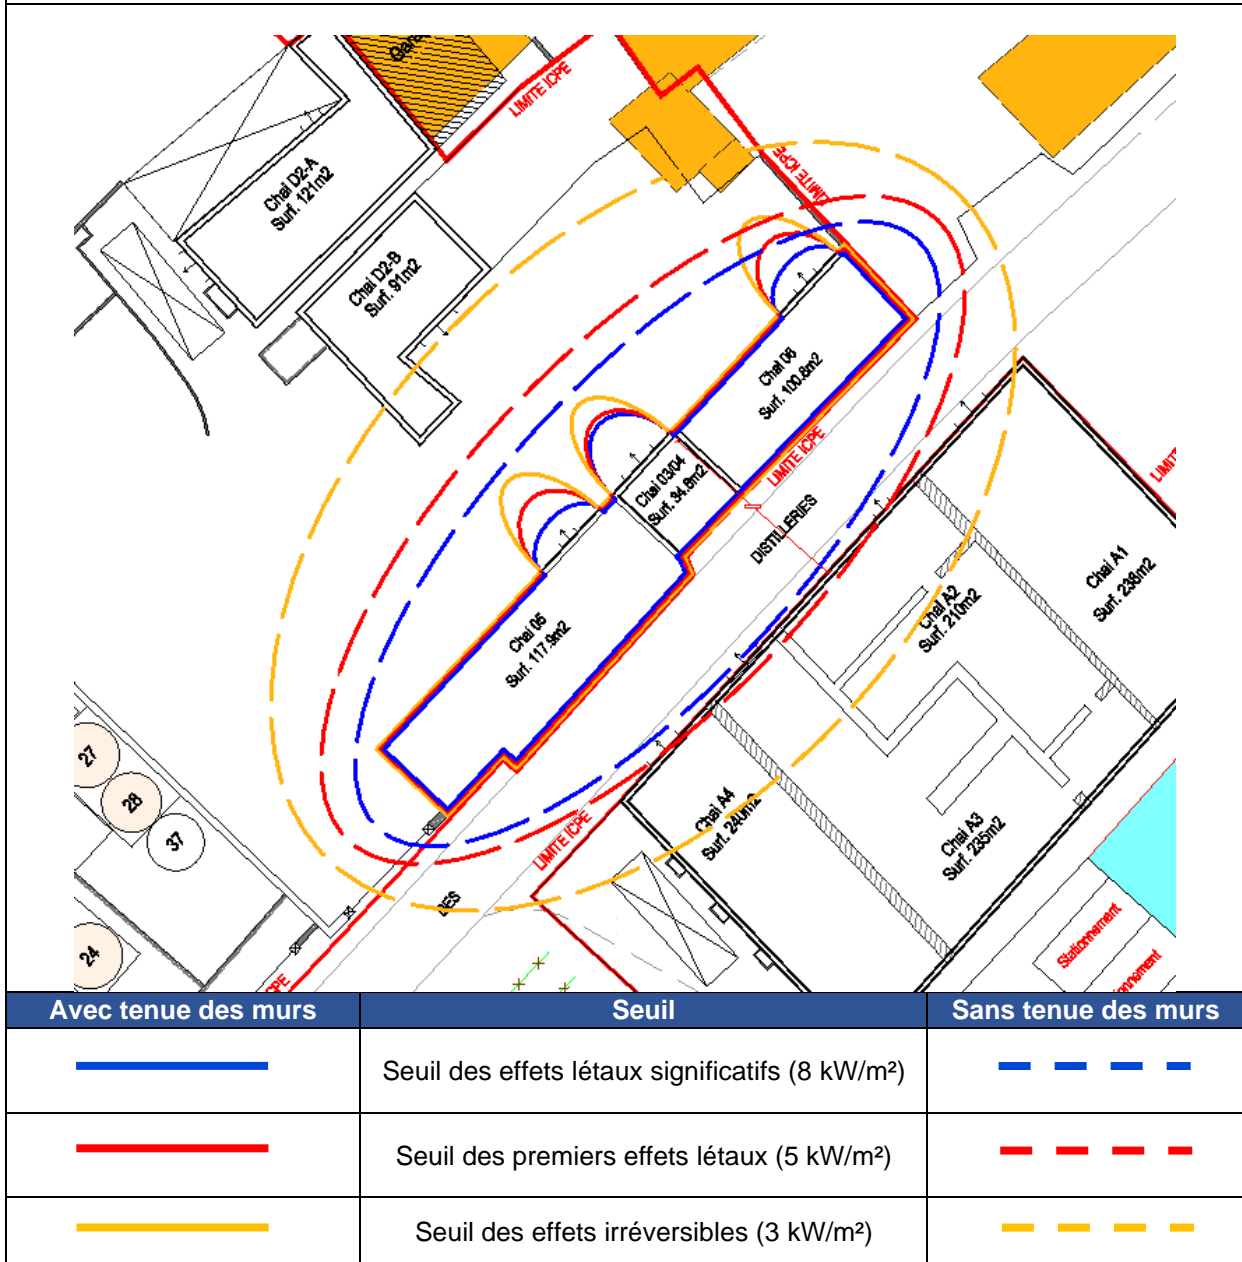 LIMITE ICPE
LIMITE ICPE
Chai D2-A
Surf. 121m2
Chai D2-B
Surf. 91m2
Chai 06
Surf. 100.8m2
Chai 03/04
Surf. 34.8m2
LIMITE ICPE
DISTILLERIES
Chai 05
Surf. 117.9m2
Chai A1
Surf. 238m2
Chai A2
Surf. 210m2
Chai A4
Surf. 240m2
Chai A3
Surf. 235m2
LIMITE ICPE
27
28
37
24
Stationnement
Avec tenue des murs
Seuil
Sans tenue des murs
Seuil des effets létaux significatifs (8 kW/m²)
Seuil des premiers effets létaux (5 kW/m²)
Seuil des effets irréversibles (3 kW/m²)